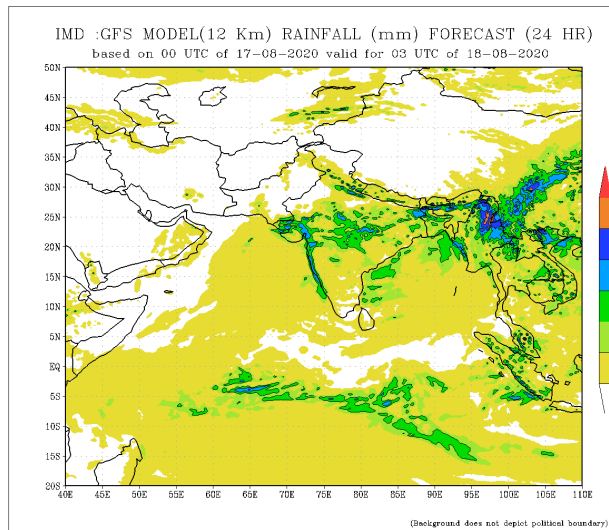 IMD :GFS MODEL(12 Km) RAINFALL (mm) FORECAST (24 HR)
based on 00 UTC of 17-08-2020 valid for 03 UTC of 18-08-2020
50N
45N
40N
35N
30N
25N
20N
15N
10N
5N
EQ
5S
10S
15S
20S
40E 45E 50E 55E 60E 65E 70E 75E 80E 85E 90E 95E 100E 105E 110E
(Background does not depict political boundary)